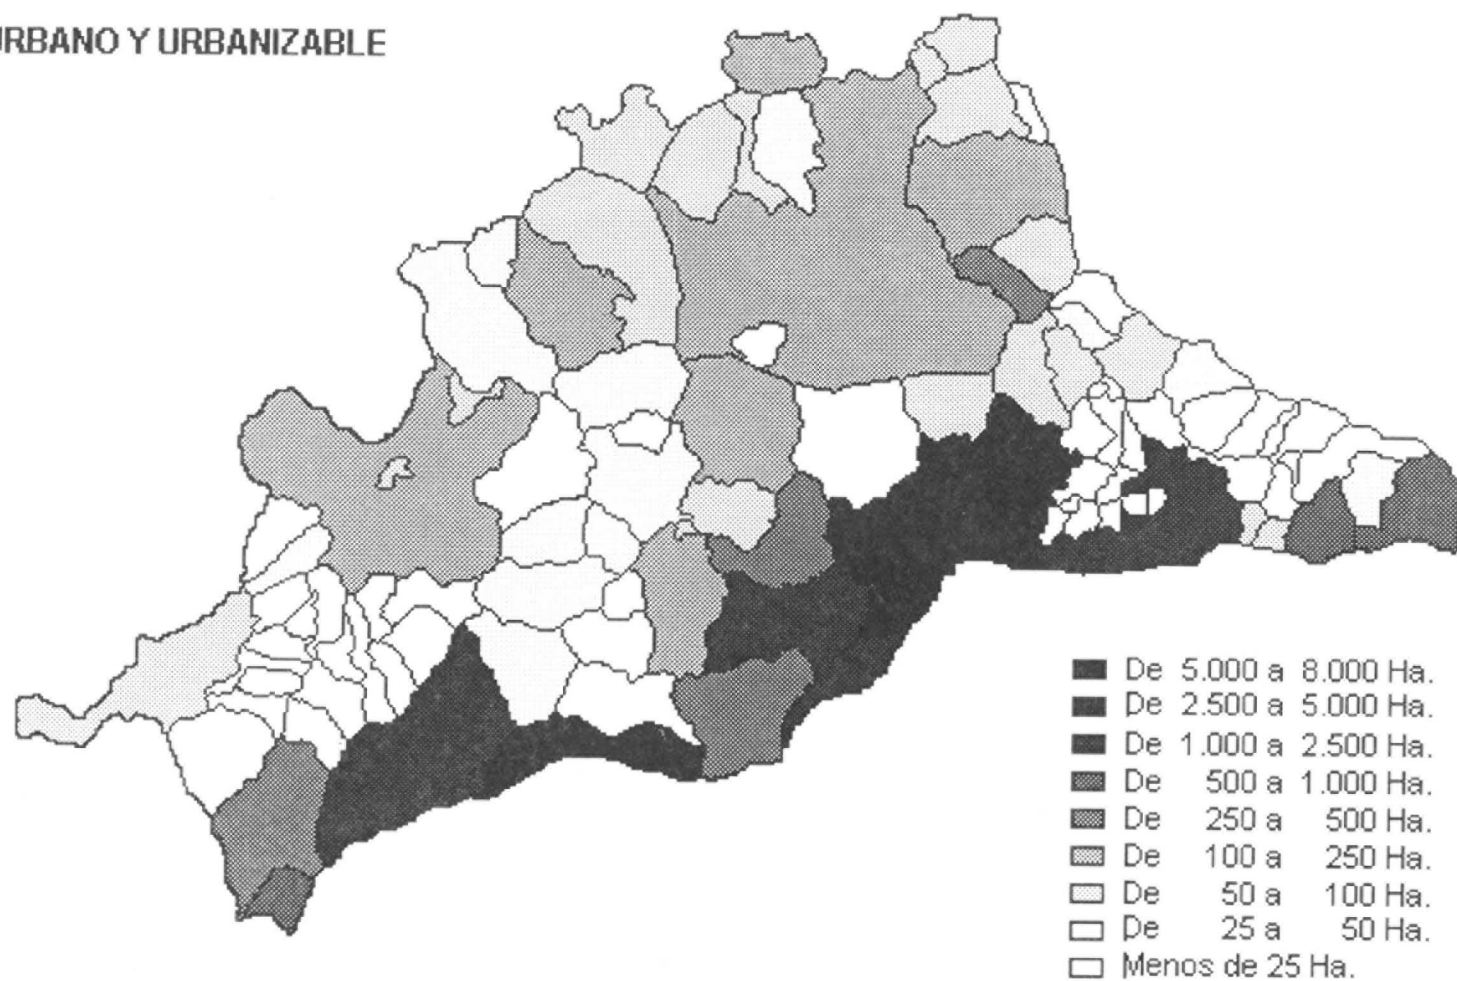 URBANO Y URBANIZABLE
De 5.000 a 8.000 Ha.
De 2.500 a 5.000 Ha.
De 1.000 a 2.500 Ha.
De 500 a 1.000 Ha.
De 250 a 500 Ha.
De 100 a 250 Ha.
De 50 a 100 Ha.
De 25 a 50 Ha.
Menos de 25 Ha.